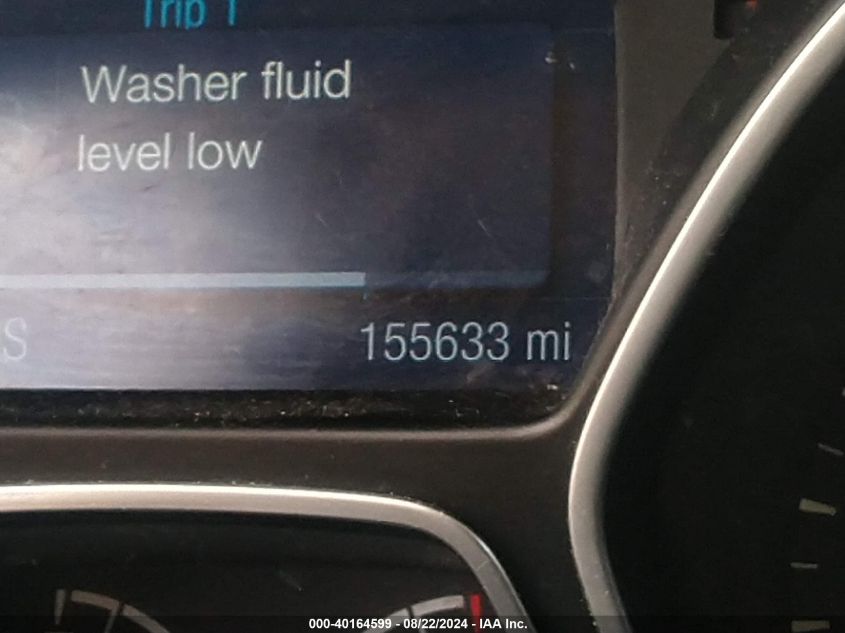 Trip 1
Washer fluid
level low
S
155633 mi
000-40164599 - 08/22/2024 - IAA Inc.